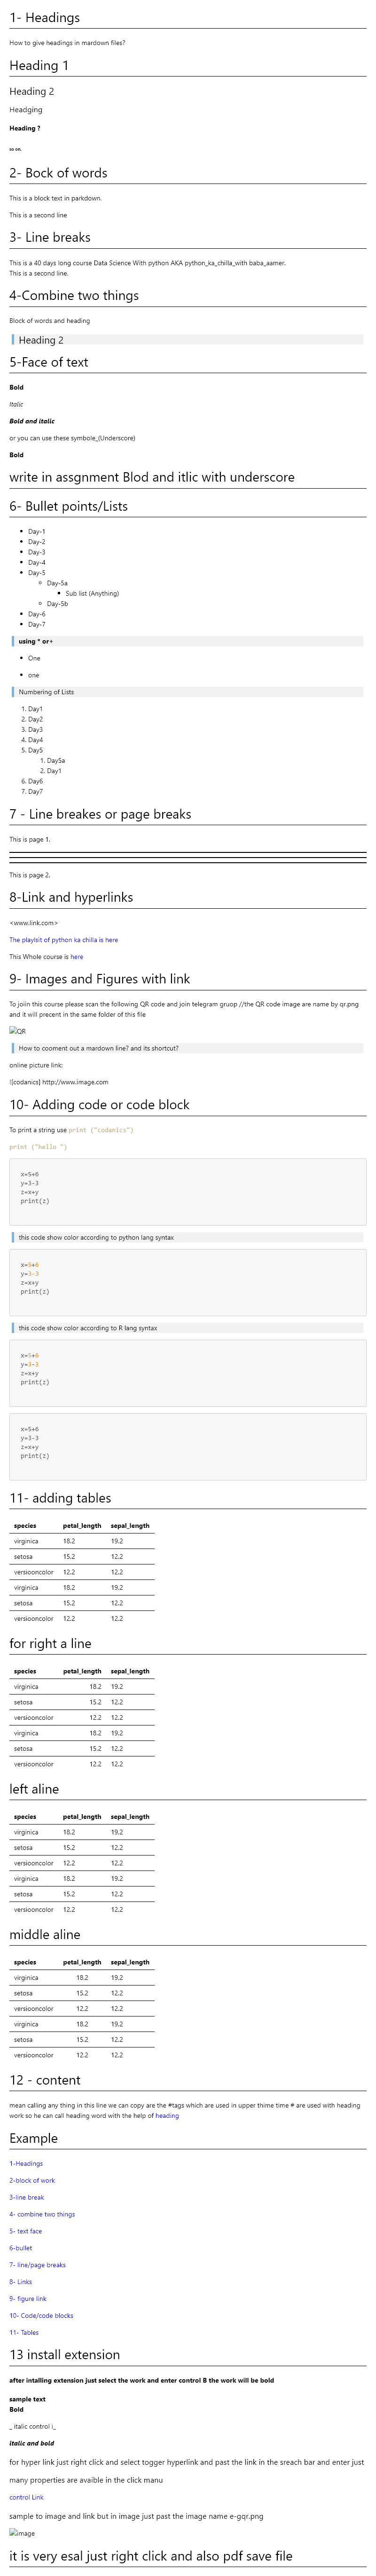 1- Headings
How to give headings in mardown files?
Heading 1
Heading 2
Headging
Heading ?
so on.
2- Bock of words
This is a block text in parkdown.
This is a second line
3- Line breaks
This is a 40 days long course Data Science With python AKA python_ka_chilla_with baba_aamer.
This is a second line.
4-Combine two things
Block of words and heading
Heading 2
5-Face of text
Bold
Italic
Bold and italic
or you can use these symbole_(Underscore)
Bold
write in assgnment Blod and itlic with underscore
6- Bullet points/Lists
• Day-1
• Day-2
• Day-3
• Day-4
• Day-5
◦ Day-5a
▪ Sub list (Anything)
◦ Day-5b
• Day-6
• Day-7
using * or+
• One
• one
Numbering of Lists
1. Day1
2. Day2
3. Day3
4. Day4
5. Day5
1. Day5a
2. Day1
6. Day6
7. Day7
7 - Line breakes or page breaks
This is page 1.
This is page 2.
8-Link and hyperlinks
<www.link.com>
The playlsit of python ka chilla is here
This Whole course is here
9- Images and Figures with link
To joiin this course please scan the following QR code and join telegram gruop //the QR code image are name by qr.png
and it will precent in the same folder of this file
QR
How to cooment out a mardown line? and its shortcut?
online picture link:
![codanics] http://www.image.com
10- Adding code or code block
To print a string use print ("codanics")
print ("hello ")
x=5+6
y=3-3
z=x+y
print(z)
this code show color according to python lang syntax
x=5+6
y=3-3
z=x+y
print(z)
this code show color according to R lang syntax
x=5+6
y=3-3
z=x+y
print(z)
x=5+6
y=3-3
z=x+y
print(z)
11- adding tables
species petal_length sepal_length
virginica 18.2 19.2
setosa 15.2 12.2
versiooncolor 12.2 12.2
virginica 18.2 19.2
setosa 15.2 12.2
versiooncolor 12.2 12.2
for right a line
species petal_length sepal_length
virginica 18.2 19.2
setosa 15.2 12.2
versiooncolor 12.2 12.2
virginica 18.2 19.2
setosa 15.2 12.2
versiooncolor 12.2 12.2
left aline
species petal_length sepal_length
virginica 18.2 19.2
setosa 15.2 12.2
versiooncolor 12.2 12.2
virginica 18.2 19.2
setosa 15.2 12.2
versiooncolor 12.2 12.2
middle aline
species petal_length sepal_length
virginica 18.2 19.2
setosa 15.2 12.2
versiooncolor 12.2 12.2
virginica 18.2 19.2
setosa 15.2 12.2
versiooncolor 12.2 12.2
12 - content
mean calling any thing in this line we can copy are the #tags which are used in upper thime time # are used with heading
work so he can call heading word with the help of heading
Example
1-Headings
2-block of work
3-line break
4- combine two things
5- text face
6-bullet
7- line/page breaks
8- Links
9- figure link
10- Code/code blocks
11- Tables
13 install extension
after intalling extension just select the work and enter control B the work will be bold
sample text
Bold
_ italic control i_
italic and bold
for hyper link just right click and select togger hyperlink and past the link in the sreach bar and enter just
many properties are avaible in the click manu
control Link
sample to image and link but in image just past the image name e-gqr.png
image
it is very esal just right click and also pdf save file